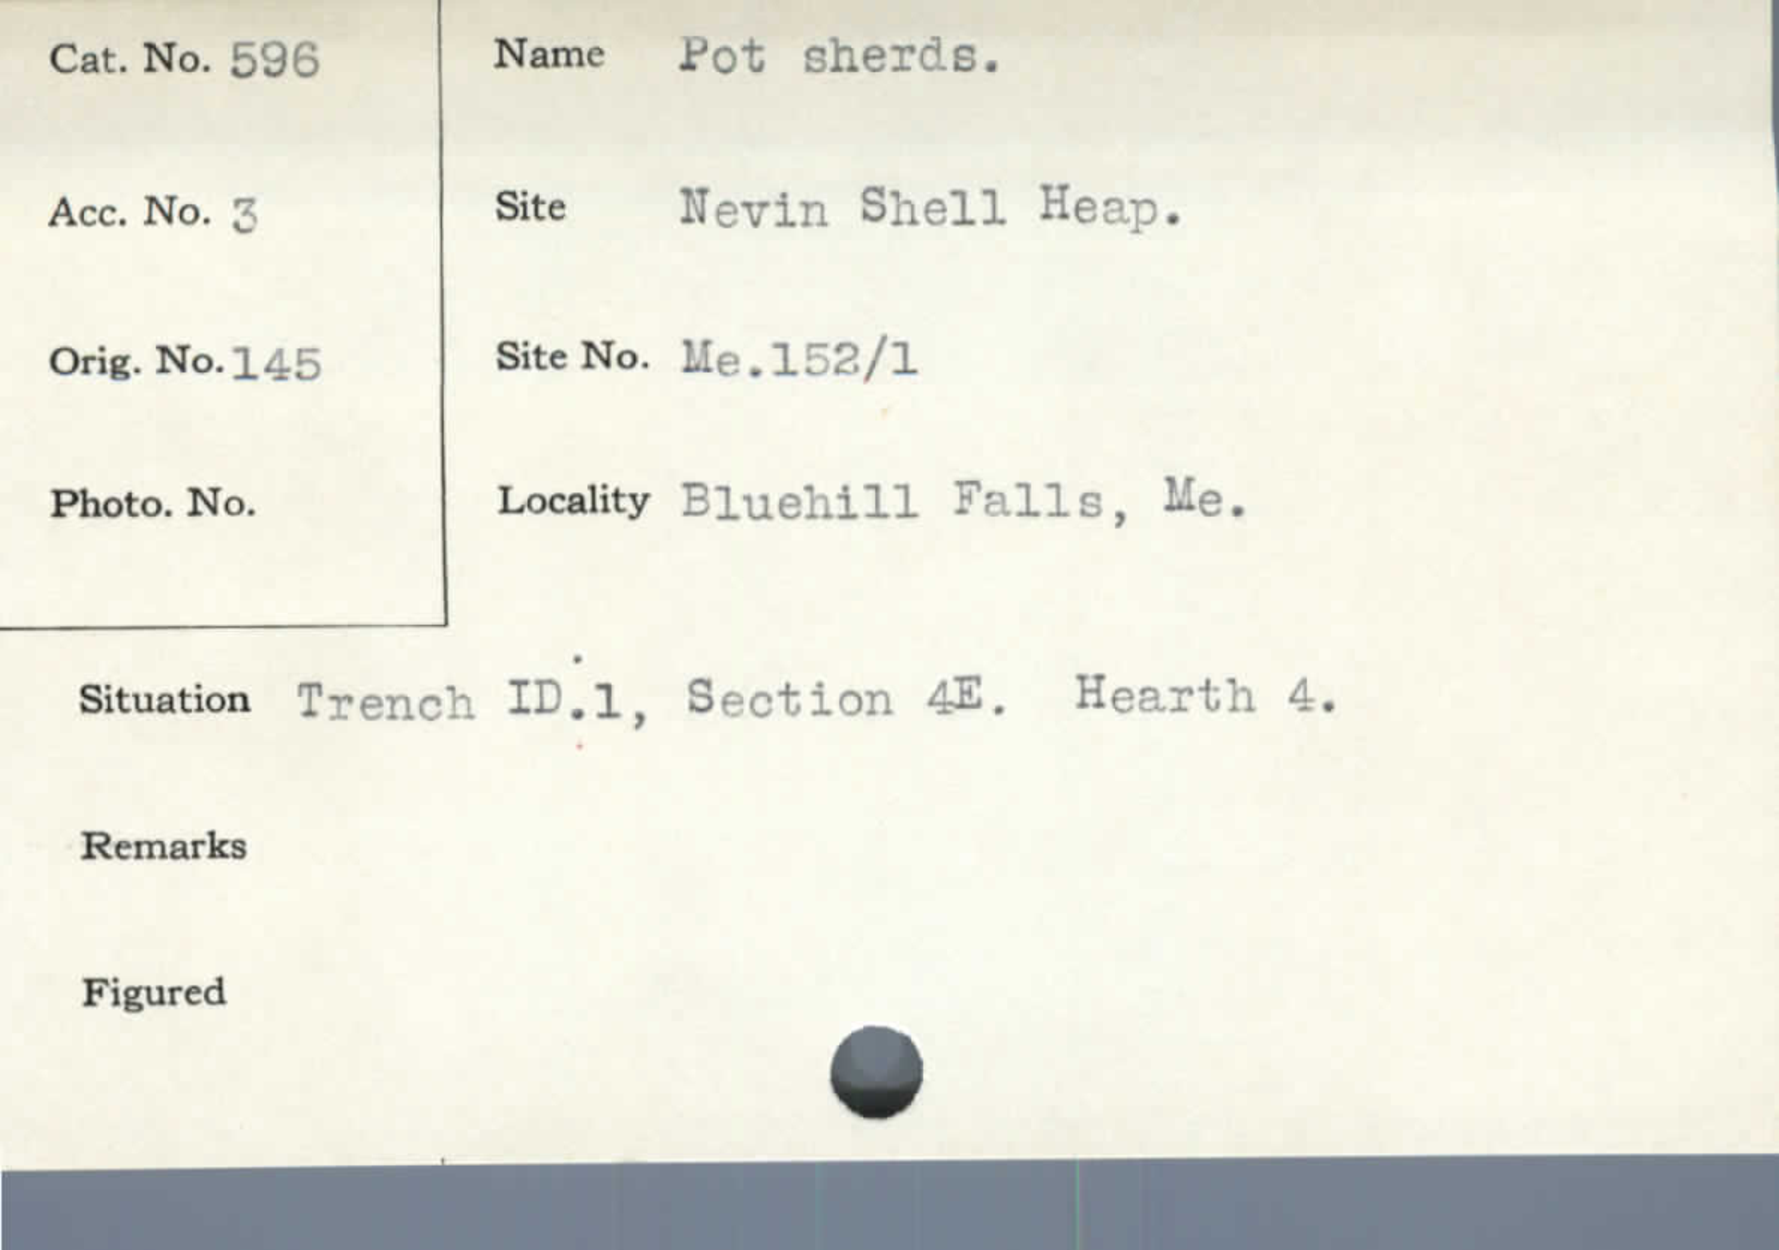 Cat. No. 596
Name Pot sherds.
Acc. No. 3
Site Nevin Shell Heap.
Orig. No. 145
Site No. Me.152/1
Photo. No.
Locality Bluehill Falls, Me.
Situation Trench ID.1, Section 4E. Hearth 4.
Remarks
Figured